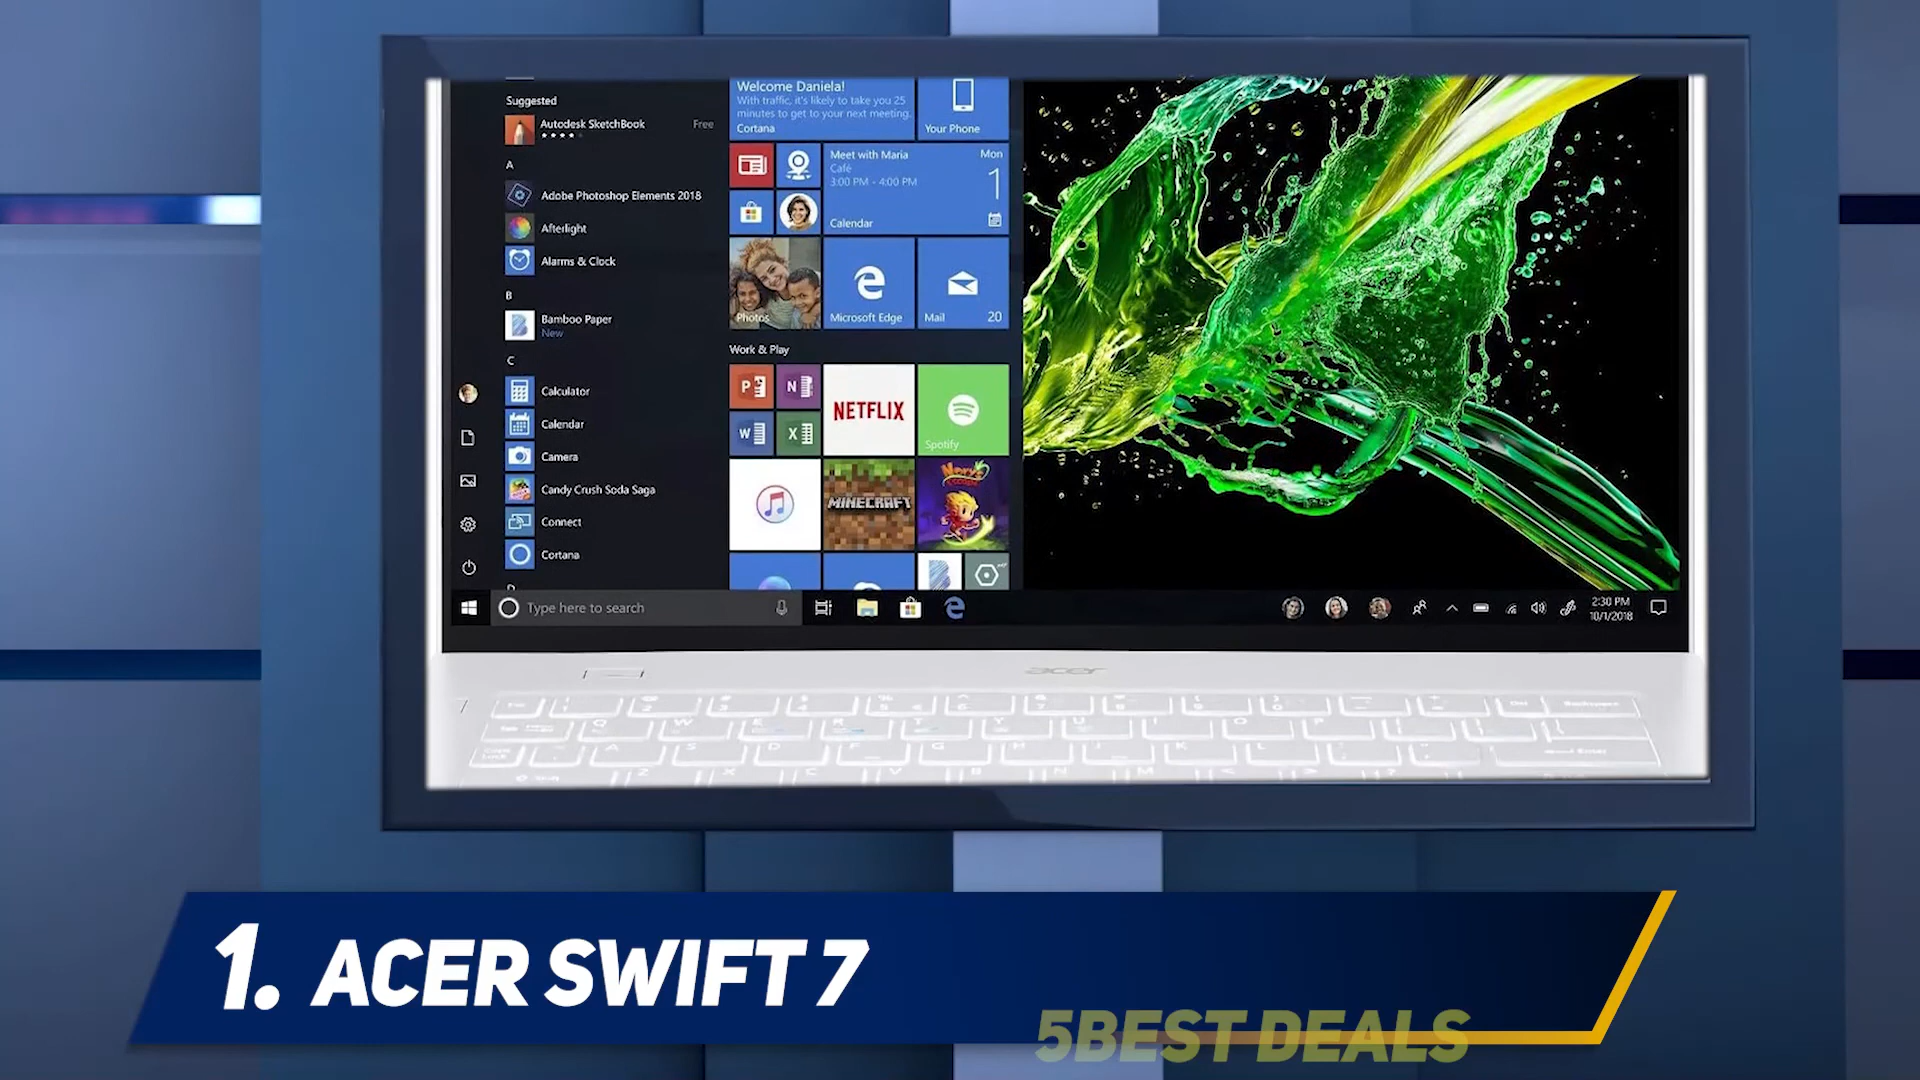 Suggested
Autodesk SketchBook
Free
A
Adobe Photoshop Elements 2018
Afterlight
Alarms & Clock
B
Bamboo Paper
New
C
Calculator
Calendar
Camera
Candy Crush Soda Saga
Connect
Cortana
Welcome Daniela!
With traffic, it's likely to take you 25
minutes to get to your next meeting.
Cortana
Your Phone
Meet with Maria
Café
3:00 PM - 4:00 PM
Mon
1
Calendar
Photos
Microsoft Edge
Mail
20
Work & Play
P
N
NETFLIX
Spotify
W
X
MINECRAFT
Type here to search
2:30 PM
10/1/2018
acer
Q W E R T Y U I O P
A S D F G H J K L
Enter
Z X C V B N M
1. ACER SWIFT 7
5BEST DEALS